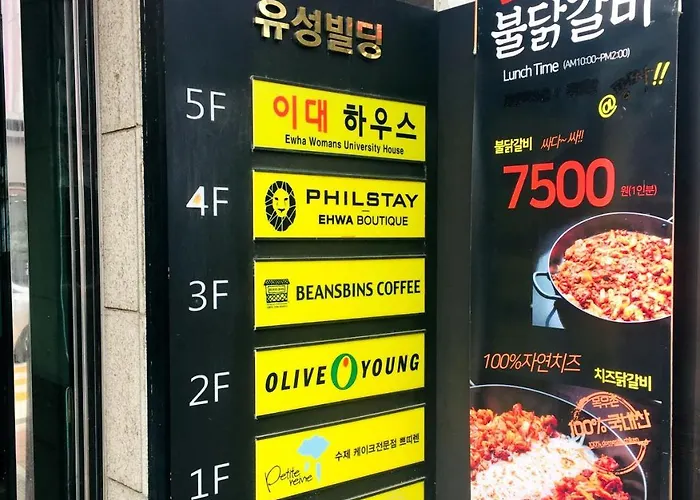 유성빌딩
5F
이대 하우스
Ewha Womans University House
4F
PHILSTAY
EHWA BOUTIQUE
3F
BEANSBINS COFFEE
2F
OLIVE YOUNG
1F
수제 케이크전문점 쁘띠렌
Petite reine
불닭갈비
Lunch Time (AM10:00~PM2:00)
@ !!
불닭갈비 싸다~싸!!
7500 원(1인분)
100%자연치즈
치즈닭갈비
100% 국내산